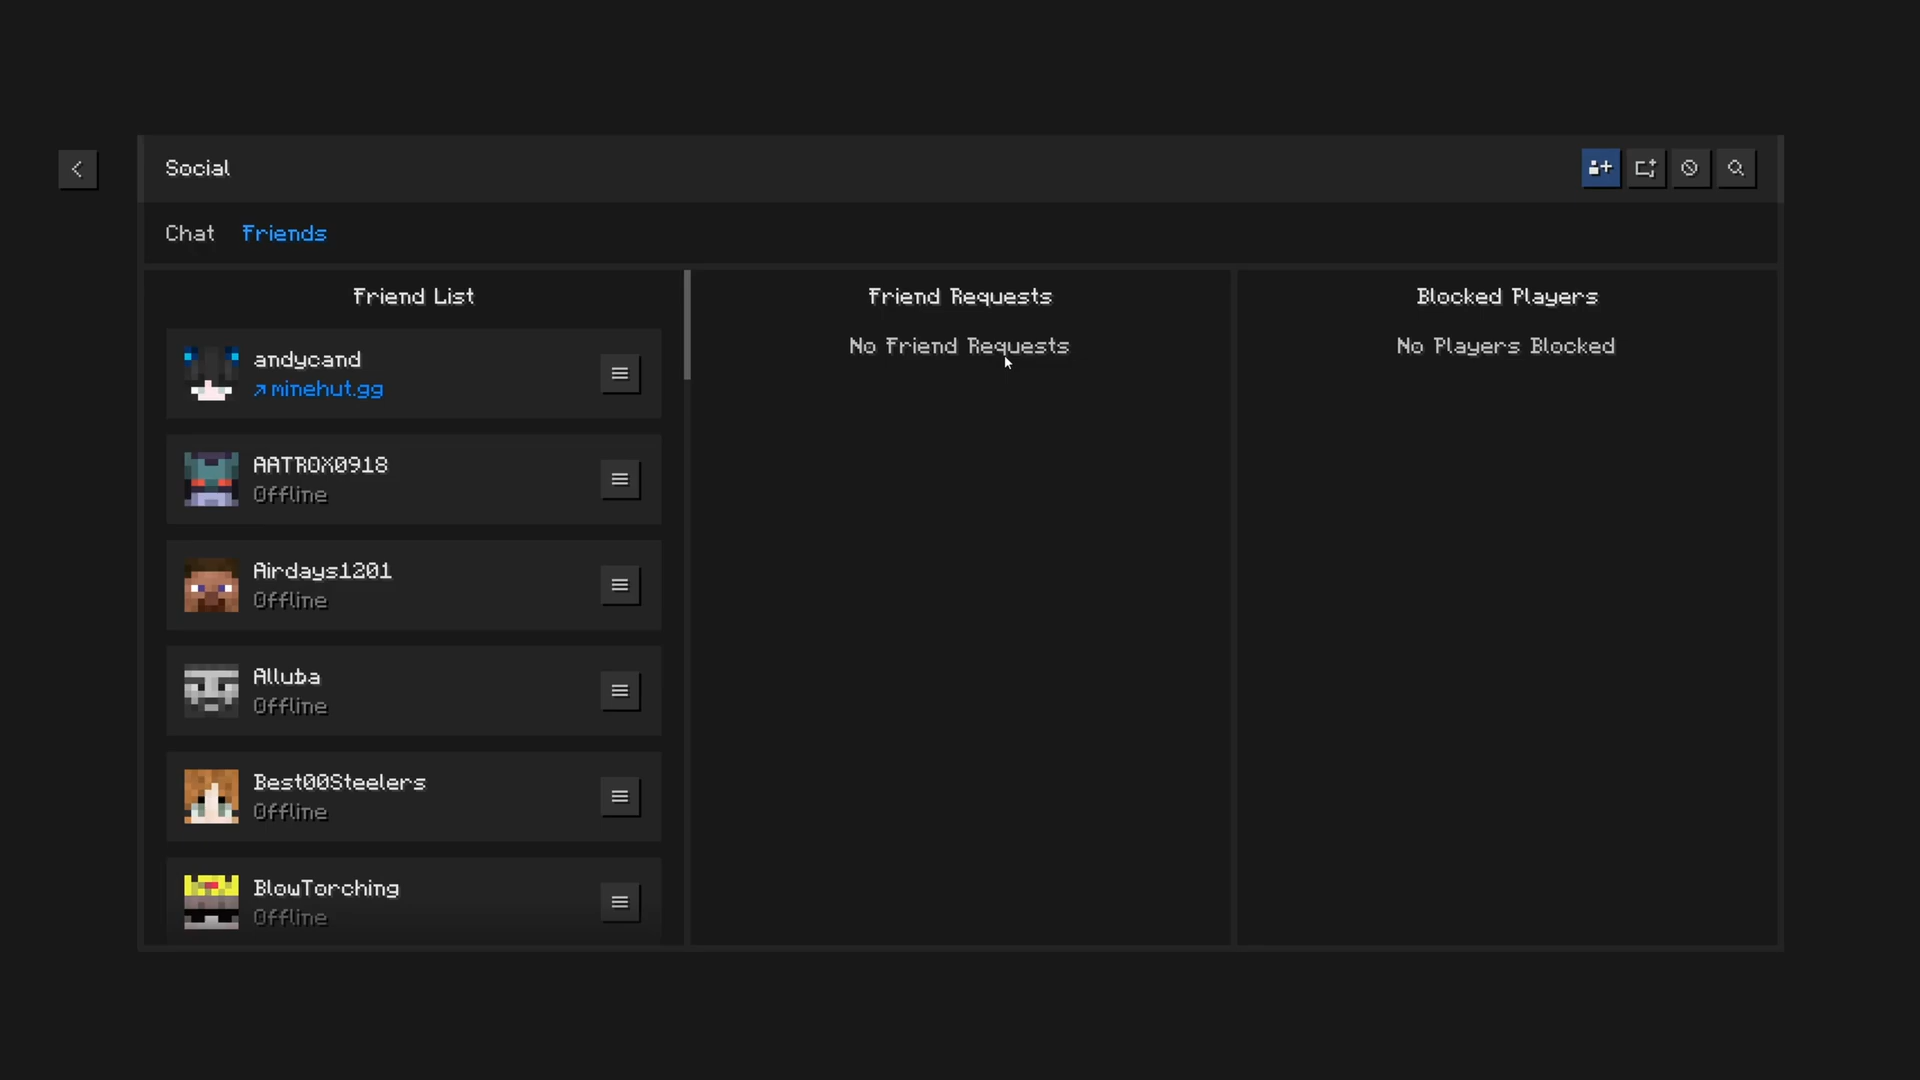 Social
Chat Friends
Friend List
andycand
minehut.gg
AATROX0918
Offline
Airdays1201
Offline
Alluba
Offline
Best00Steelers
Offline
BlowTorching
Offline
Friend Requests
No Friend Requests
Blocked Players
No Players Blocked